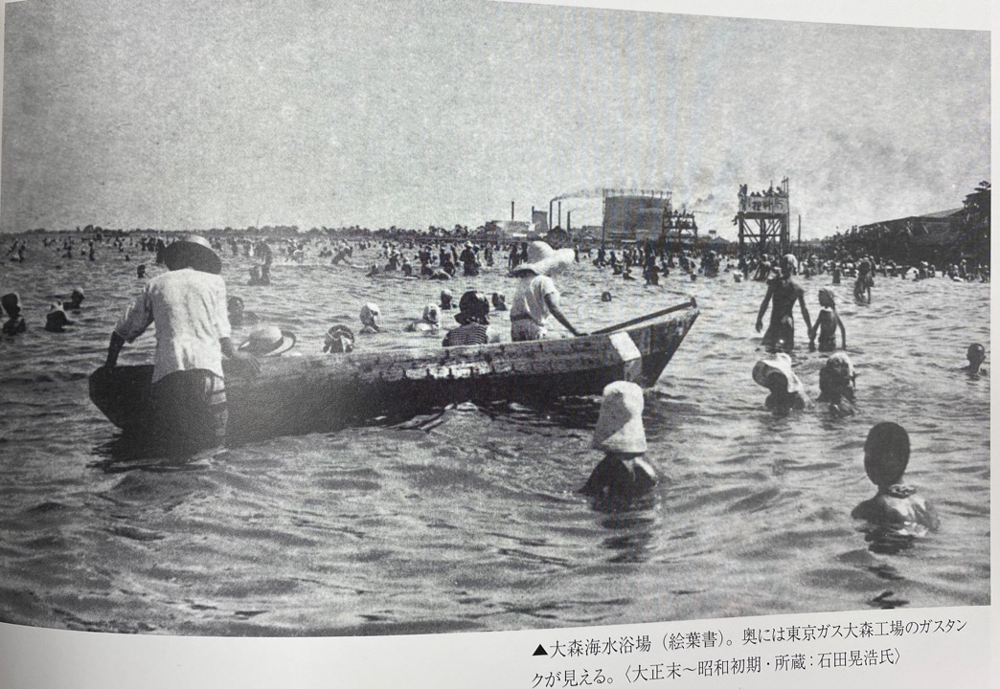 ▲大森海水浴場（絵葉書）。奥には東京ガス大森工場のガスタン
クが見える。〈大正末～昭和初期・所蔵：石田晃浩氏〉